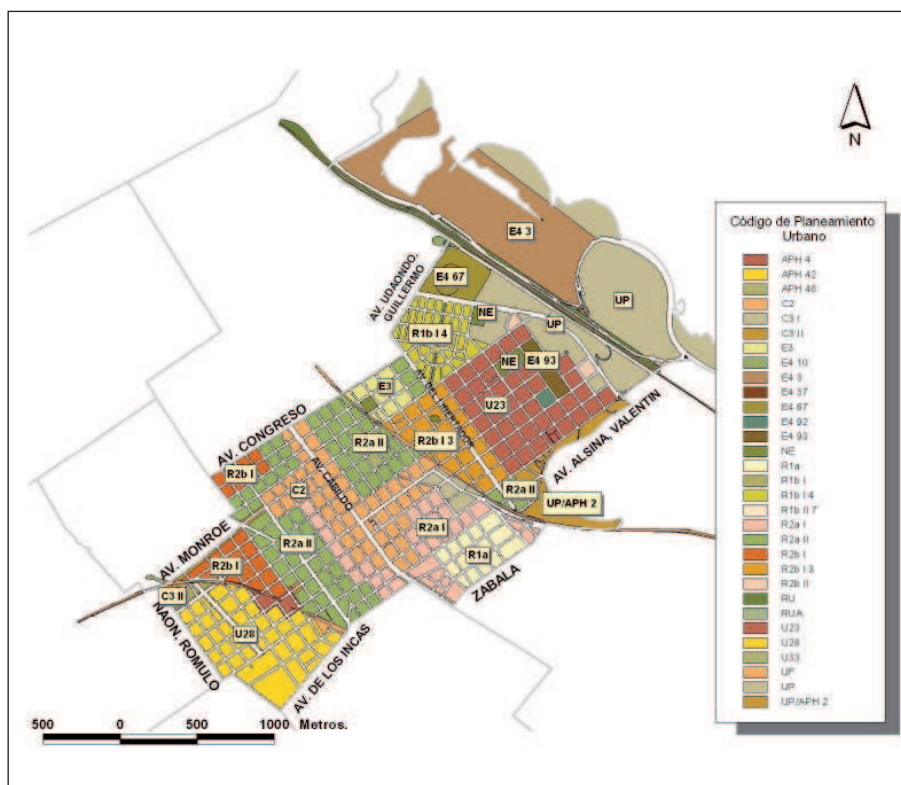 N
E4 3
UP
E4 67
AV. UDAONDO.
GUILLERMO
NE
UP
R1b I 4
NE
E4 93
E3
U23
AV. DEL LIBERTADOR
AV. CONGRESO
R2a II
R2b I 3
AV. ALSINA, VALENTIN
R2b I
AV. CABILDO
C2
R2a II
UP/APH 2
R2a I
AV. MONROE
R2a II
R1a
R2b I
ZABALA
C3 II
U28
NAON. ROMULO
AV. DE LOS INCAS
500 0 500 1000 Metros.
Código de Planeamiento
Urbano
APH 4
APH 42
APH 48
C2
C3 I
C3 II
E3
E4 10
E4 3
E4 37
E4 67
E4 92
E4 93
NE
R1a
R1b I
R1b I 4
R1b II 7
R2a I
R2a II
R2b I
R2b I 3
R2b II
RU
RUA
U23
U28
U33
UF
UP
UP/APH 2